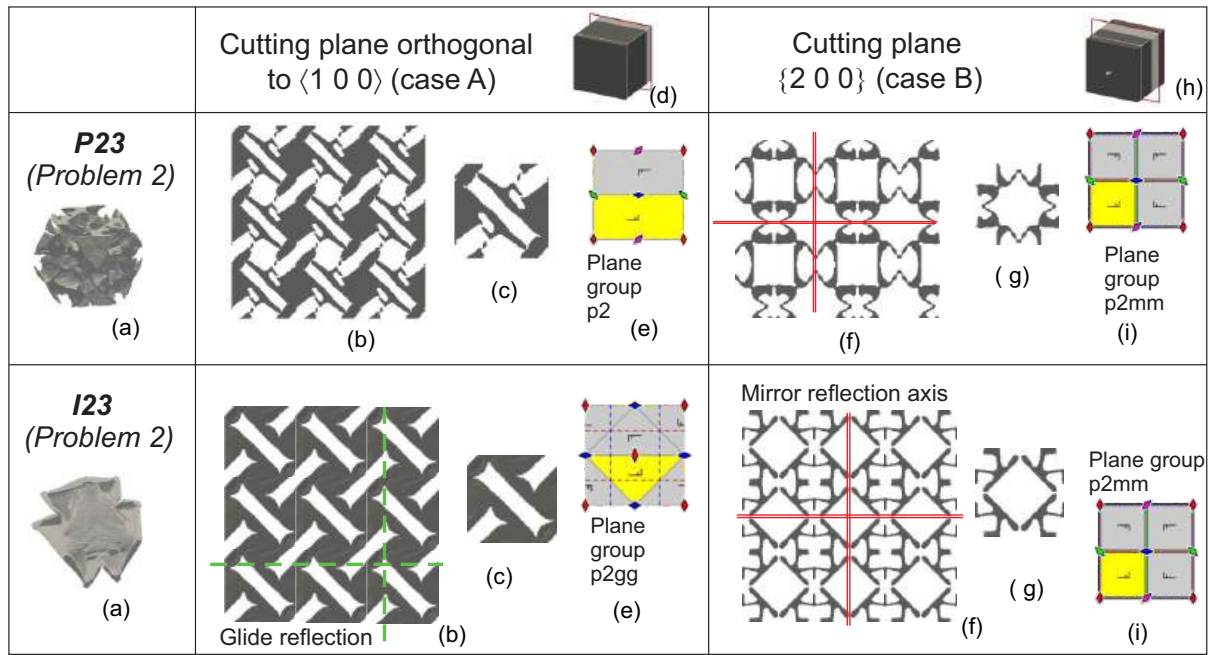 Cutting plane orthogonal
to ⟨1 0 0⟩ (case A)
(d)
Cutting plane
{2 0 0} (case B)
(h)
P23
(Problem 2)
(a)
(b)
(c)
Plane
group
p2
(e)
(f)
( g)
Plane
group
p2mm
(i)
I23
(Problem 2)
(a)
Glide reflection
(b)
(c)
Plane
group
p2gg
(e)
Mirror reflection axis
(f)
( g)
Plane group
p2mm
(i)